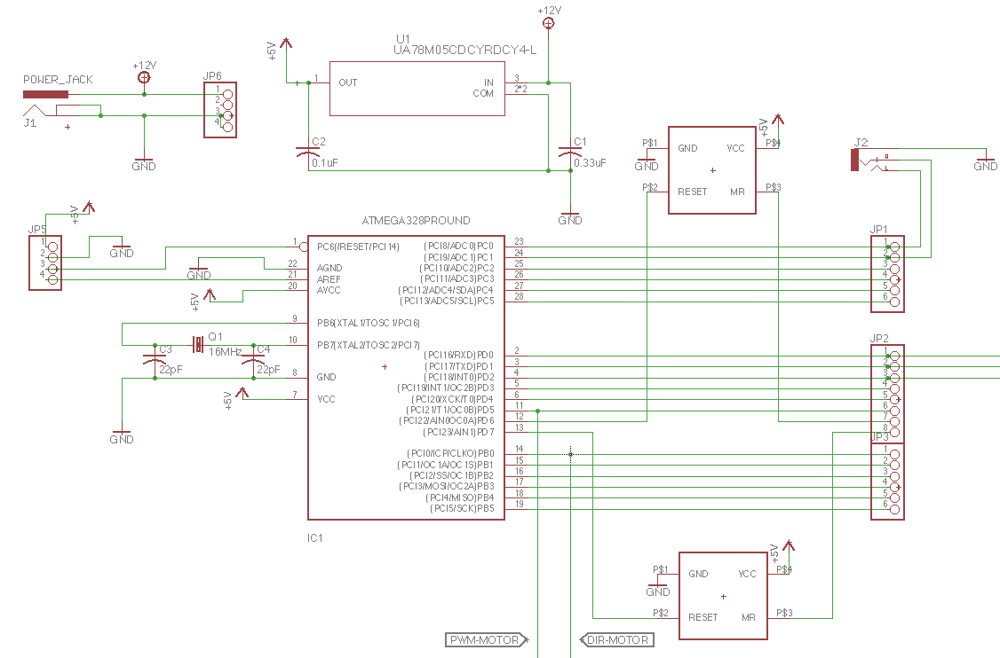 +12V
U1
UA78M05CDCYRDCY4-L
+5V
1 OUT
IN 3
COM 2*2
C2
0.1uF
C1
0.33uF
GND
POWER_JACK
+12V
J1
GND
JP6
1
2
3
4
P$1 GND VCC P$4
+5V
GND
P$2 RESET MR P$3
J2
R
L
GND
JP5
+5V
1
2
3
4
GND
GND
+5V
ATMEGA328PROUND
1 PC6(/RESET/PCI14)
22 AGND
21 AREF
20 AVCC
9 PB6(XTAL1/TOSC1/PCI6)
10 PB7(XTAL2/TOSC2/PCI7)
8 GND
7 VCC
Q1
16MHz
C3
22pF
C4
22pF
+5V
GND
(PCI8/ADC0)PC0 23
(PCI9/ADC1)PC1 24
(PCI10/ADC2)PC2 25
(PCI11/ADC3)PC3 26
(PCI12/ADC4/SDA)PC4 27
(PCI13/ADC5/SCL)PC5 28
(PCI16/RXD)PD0 2
(PCI17/TXD)PD1 3
(PCI18/INT0)PD2 4
(PCI19/INT1/OC2B)PD3 5
(PCI20/XCK/T0)PD4 6
(PCI21/T1/OC0B)PD5 11
(PCI22/AIN0OC0A)PD6 12
(PCI23/AIN1)PD7 13
(PCI0/ICP/CLKO)PB0 14
(PCI1/OC1A/OC1S)PB1 15
(PCI2/SS/OC1B)PB2 16
(PCI3/MOSI/OC2A)PB3 17
(PCI4/MISO)PB4 18
(PCI5/SCK)PB5 19
IC1
JP1
1
2
3
4
5
6
JP2
1
2
3
4
5
6
7
8
JP3
1
2
3
4
5
6
P$1 GND VCC P$4
+5V
GND
P$2 RESET MR P$3
PWM-MOTOR
DIR-MOTOR